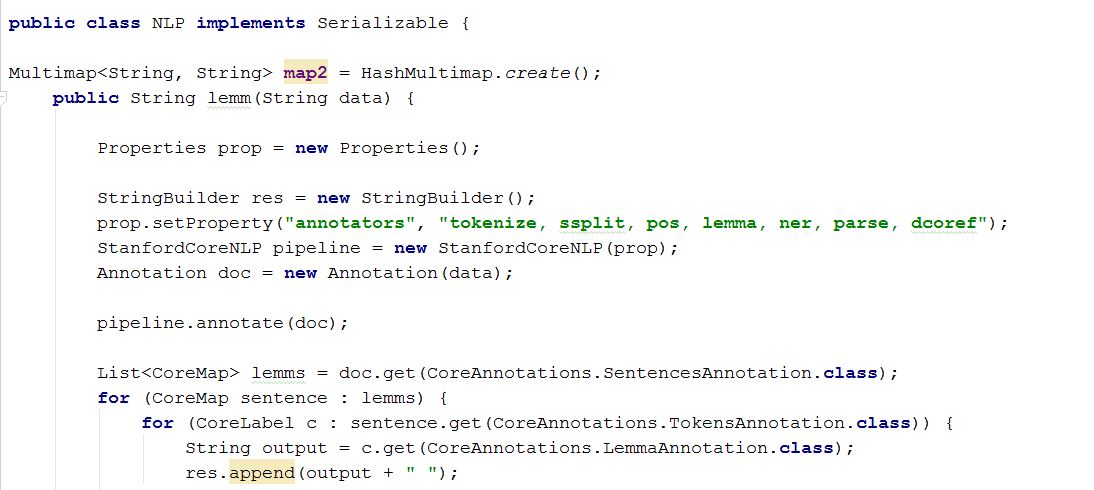 public class NLP implements Serializable {
Multimap<String, String> map2 = HashMultimap.create();
public String lemm(String data) {
Properties prop = new Properties();
StringBuilder res = new StringBuilder();
prop.setProperty("annotators", "tokenize, ssplit, pos, lemma, ner, parse, dcoref");
StanfordCoreNLP pipeline = new StanfordCoreNLP(prop);
Annotation doc = new Annotation(data);
pipeline.annotate(doc);
List<CoreMap> lemms = doc.get(CoreAnnotations.SentencesAnnotation.class);
for (CoreMap sentence : lemms) {
for (CoreLabel c : sentence.get(CoreAnnotations.TokensAnnotation.class)) {
String output = c.get(CoreAnnotations.LemmaAnnotation.class);
res.append(output + " ");